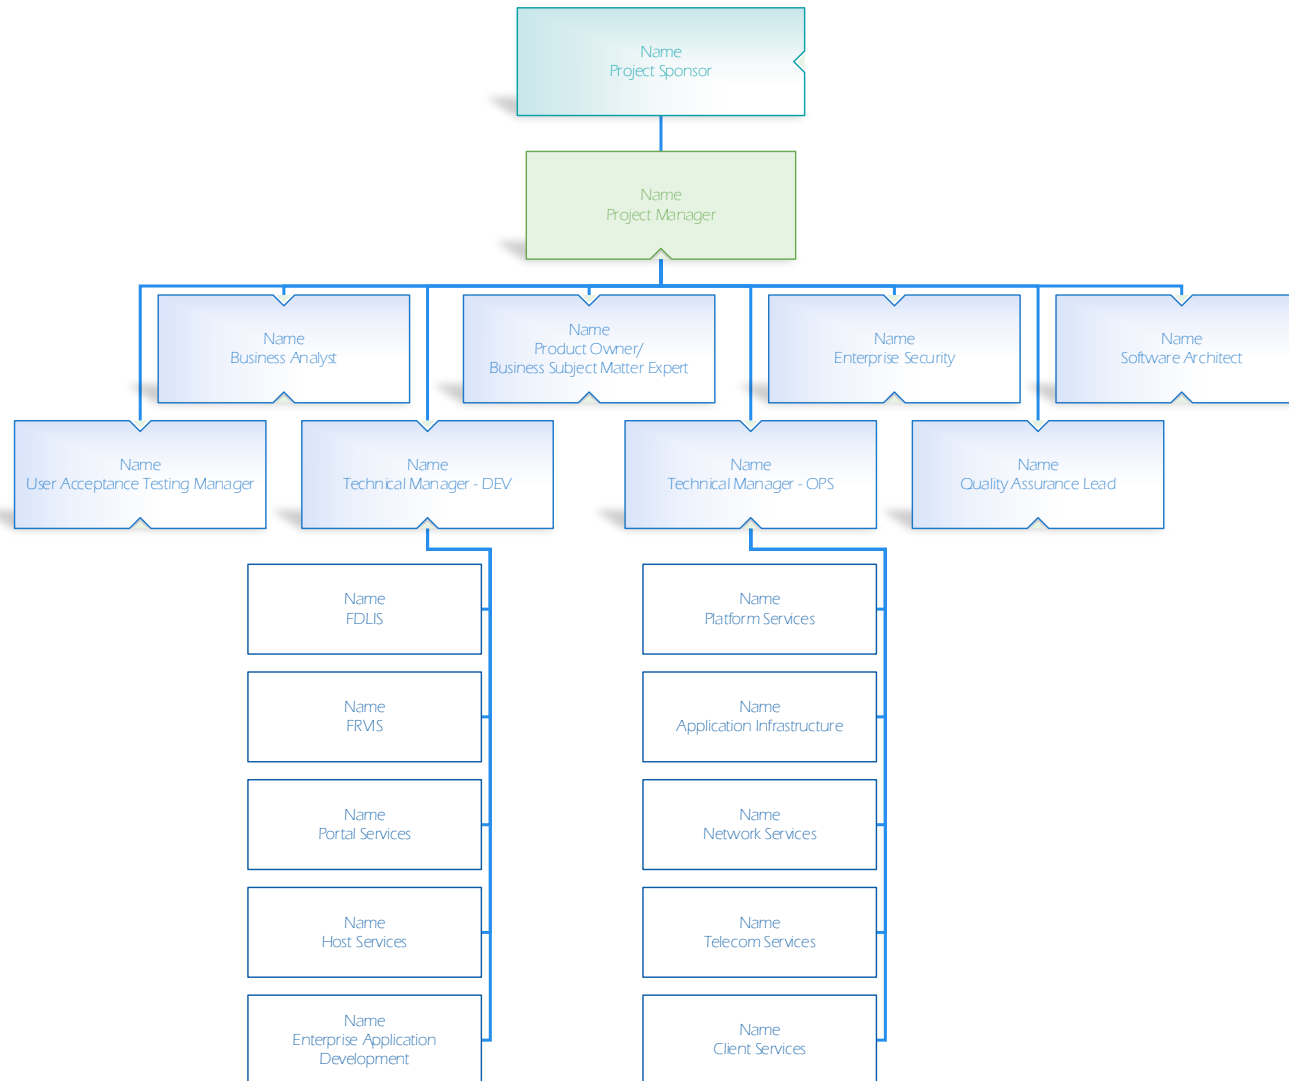 Name
Project Sponsor
Name
Project Manager
Name
Business Analyst
Name
Product Owner/
Business Subject Matter Expert
Name
Enterprise Security
Name
Software Architect
Name
User Acceptance Testing Manager
Name
Technical Manager - DEV
Name
Technical Manager - OPS
Name
Quality Assurance Lead
Name
FDLIS
Name
FRVIS
Name
Portal Services
Name
Host Services
Name
Enterprise Application
Development
Name
Platform Services
Name
Application Infrastructure
Name
Network Services
Name
Telecom Services
Name
Client Services